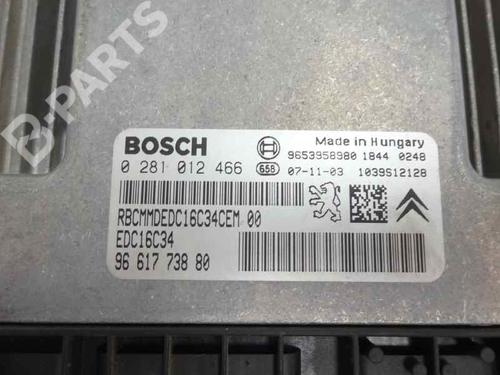 B-PARTS
BOSCH
Made in Hungary
0 281 012 466
658
9653958980 1844 0248
07-11-03 1039S12128
RBCMMDEDC16C34CEM 00
EDC16C34
96 617 738 80